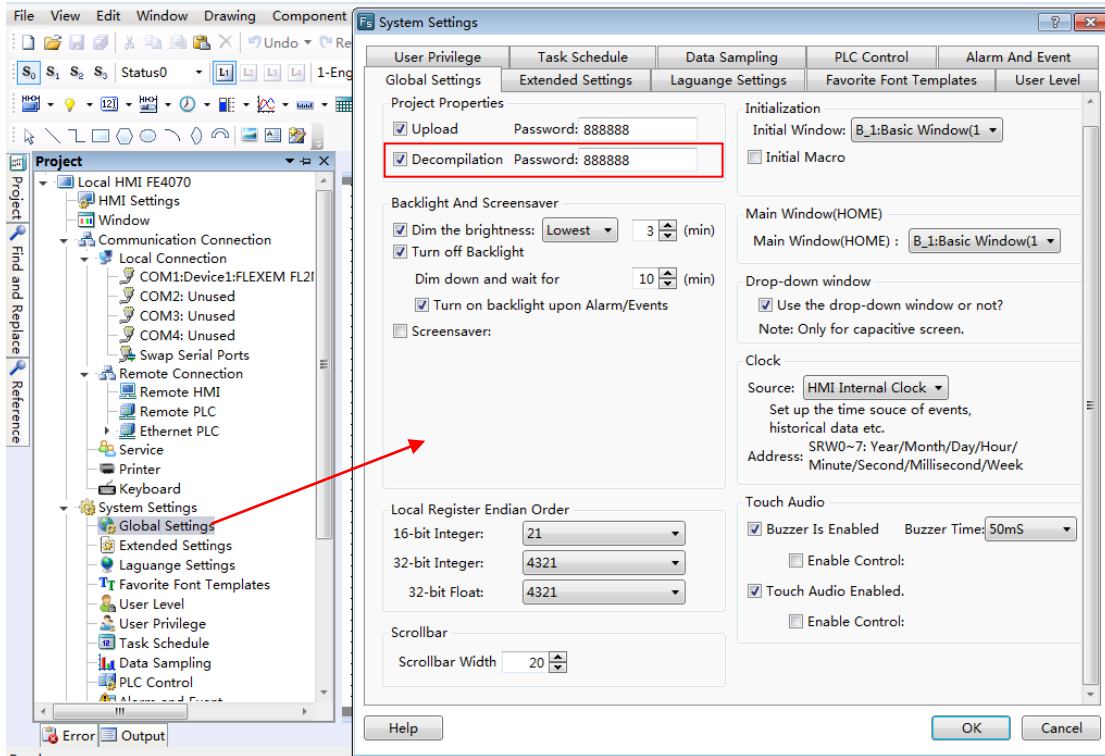 File View Edit Window Drawing Component
Undo Re
S0 S1 S2 S3 Status0 L1 L2 L3 L4 1-Eng
Project
Find and Replace
Reference
Project
Local HMI FE4070
HMI Settings
Window
Communication Connection
Local Connection
COM1:Device1:FLEXEM FL2
COM2: Unused
COM3: Unused
COM4: Unused
Swap Serial Ports
Remote Connection
Remote HMI
Remote PLC
Ethernet PLC
Service
Printer
Keyboard
System Settings
Global Settings
Extended Settings
Laguange Settings
Favorite Font Templates
User Level
User Privilege
Task Schedule
Data Sampling
PLC Control
Alarm and Event
Error Output
Fs System Settings
User Privilege Task Schedule Data Sampling PLC Control Alarm And Event
Global Settings Extended Settings Laguange Settings Favorite Font Templates User Level
Project Properties
Upload Password: 888888
Decompilation Password: 888888
Backlight And Screensaver
Dim the brightness: Lowest 3 (min)
Turn off Backlight
Dim down and wait for 10 (min)
Turn on backlight upon Alarm/Events
Screensaver:
Local Register Endian Order
16-bit Integer: 21
32-bit Integer: 4321
32-bit Float: 4321
Scrollbar
Scrollbar Width 20
Initialization
Initial Window: B_1:Basic Window(1
Initial Macro
Main Window(HOME)
Main Window(HOME) : B_1:Basic Window(1
Drop-down window
Use the drop-down window or not?
Note: Only for capacitive screen.
Clock
Source: HMI Internal Clock
Set up the time souce of events,
historical data etc.
Address: SRW0~7: Year/Month/Day/Hour/
Minute/Second/Millisecond/Week
Touch Audio
Buzzer Is Enabled Buzzer Time: 50mS
Enable Control:
Touch Audio Enabled.
Enable Control:
Help OK Cancel